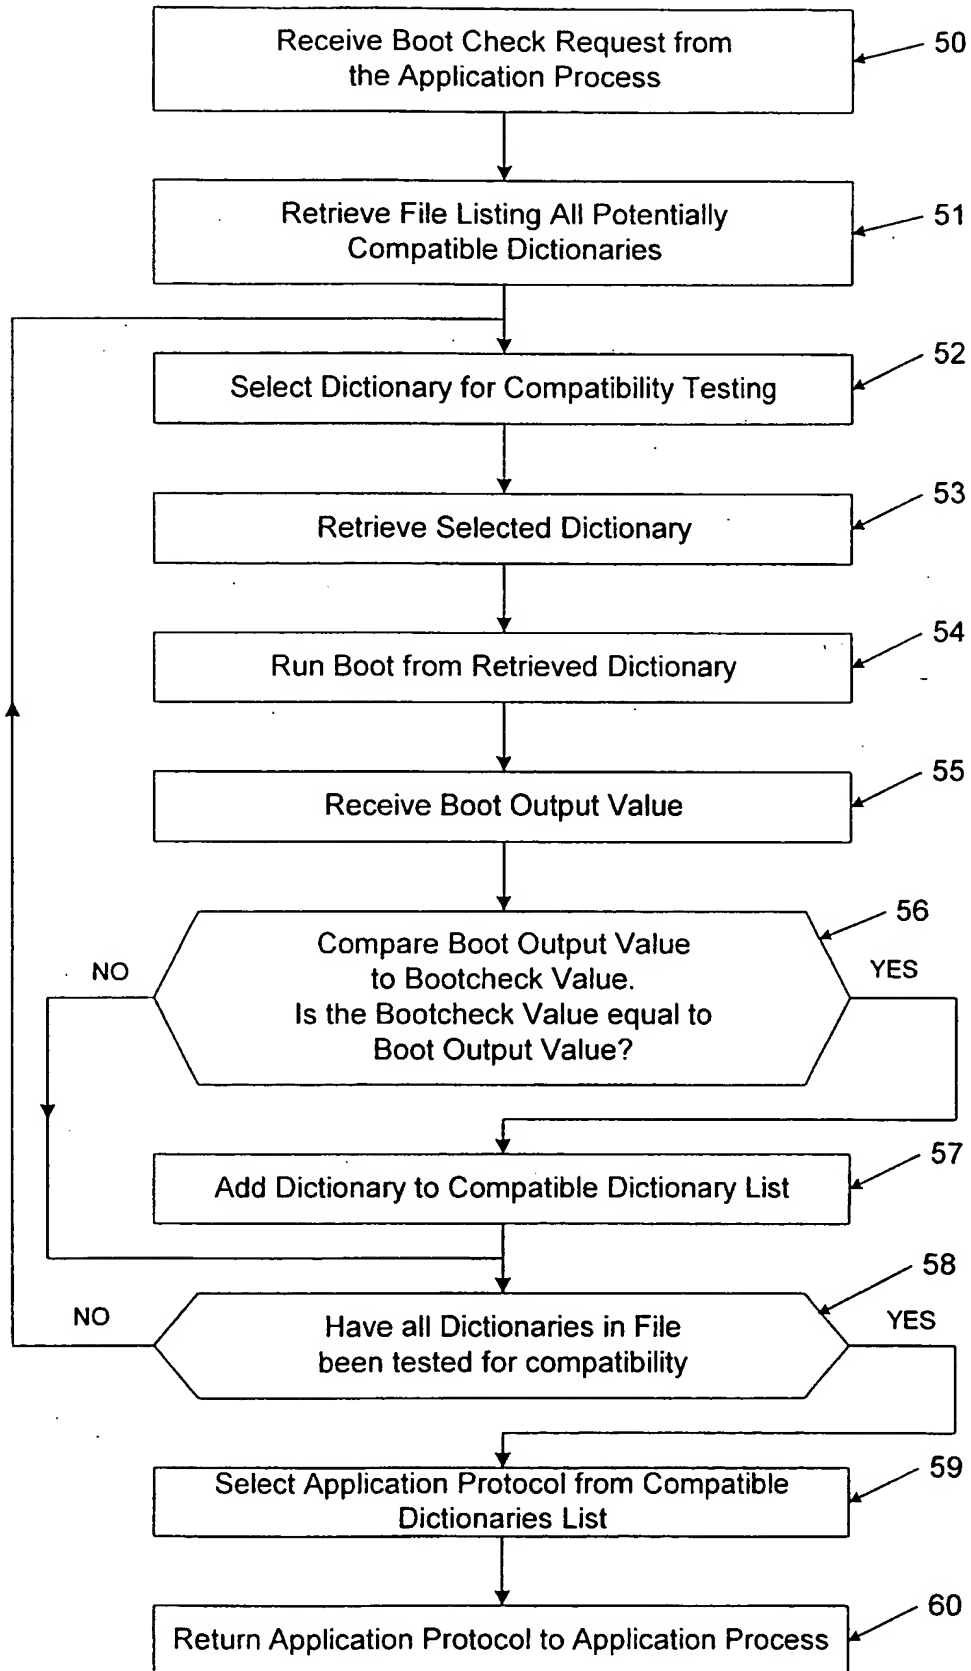 Receive Boot Check Request from
the Application Process
50
Retrieve File Listing All Potentially
Compatible Dictionaries
51
Select Dictionary for Compatibility Testing
52
Retrieve Selected Dictionary
53
Run Boot from Retrieved Dictionary
54
Receive Boot Output Value
55
Compare Boot Output Value
to Bootcheck Value.
Is the Bootcheck Value equal to
Boot Output Value?
56
NO
YES
Add Dictionary to Compatible Dictionary List
57
Have all Dictionaries in File
been tested for compatibility
58
NO
YES
Select Application Protocol from Compatible
Dictionaries List
59
Return Application Protocol to Application Process
60